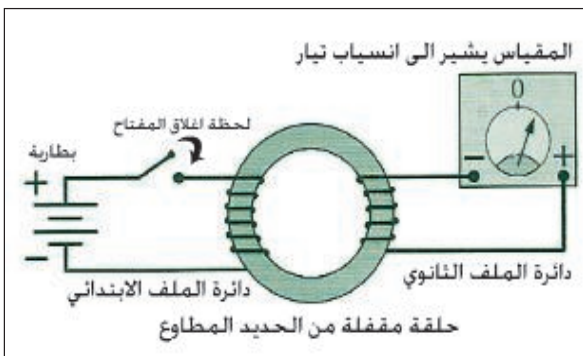 المقياس يشير الى انسياب تيار
0
لحظة اغلاق المفتاح
بطارية
+
-
- +
دائرة الملف الابتدائي
دائرة الملف الثانوي
حلقة مقفلة من الحديد المطاوع